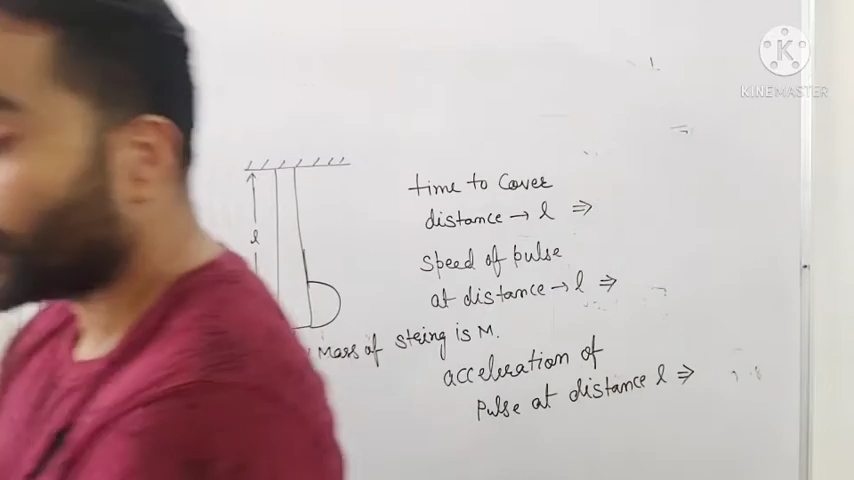 K
KINEMASTER
time to cover
distance → l ⇒
l
speed of pulse
at distance → l ⇒
Mass of string is M.
acceleration of
Pulse at distance l ⇒